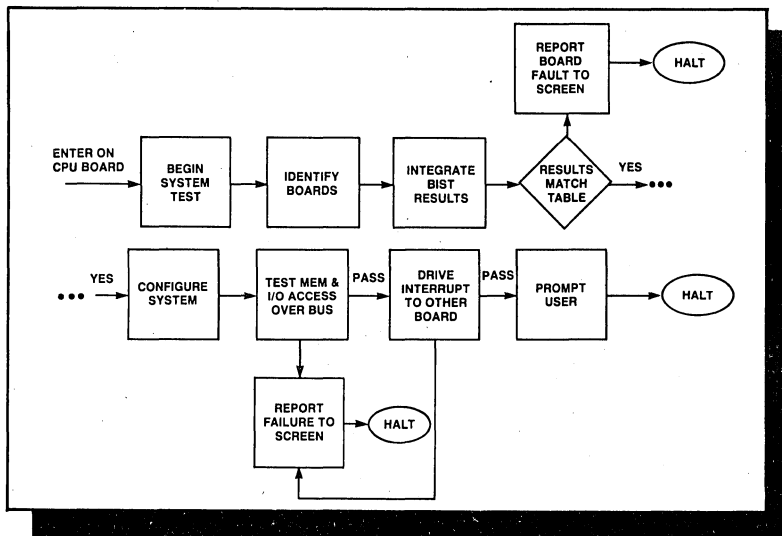 REPORT
BOARD
FAULT TO
SCREEN
HALT
ENTER ON
CPU BOARD
BEGIN
SYSTEM
TEST
IDENTIFY
BOARDS
INTEGRATE
BIST
RESULTS
RESULTS
MATCH
TABLE
YES
•••
••• YES
CONFIGURE
SYSTEM
TEST MEM &
I/O ACCESS
OVER BUS
PASS
DRIVE
INTERRUPT
TO OTHER
BOARD
PASS
PROMPT
USER
HALT
REPORT
FAILURE TO
SCREEN
HALT